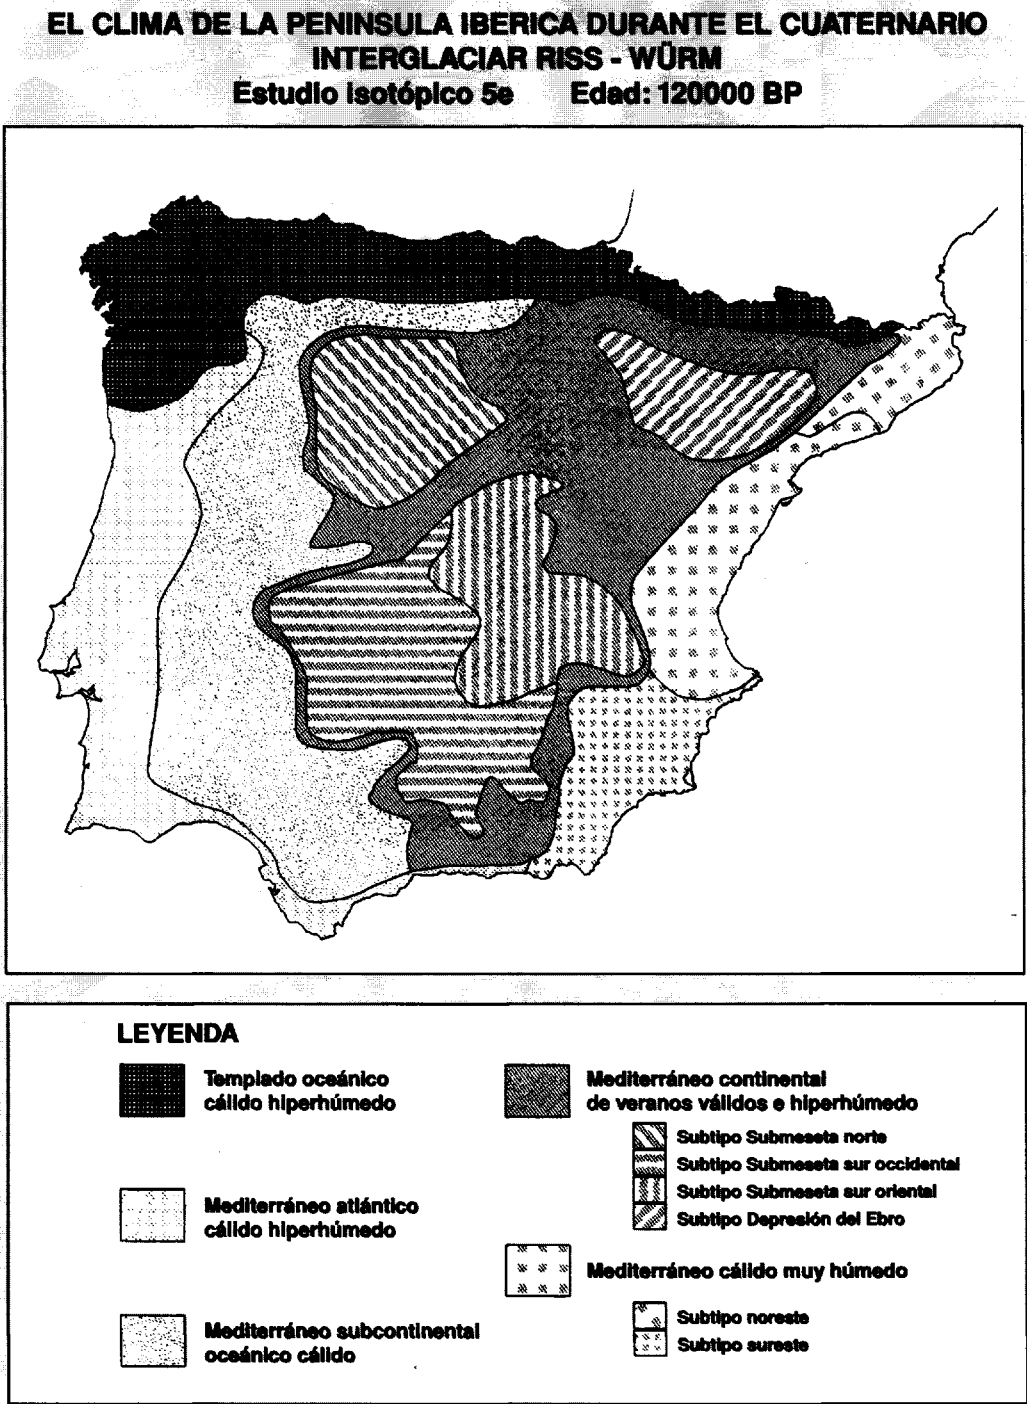 EL CLIMA DE LA PENINSULA IBERICA DURANTE EL CUATERNARIO
INTERGLACIAR RISS - WÜRM
Estudio isotópico 5e Edad: 120000 BP
LEYENDA
Templado oceánico
cálido hiperhúmedo
Mediterráneo atlántico
cálido hiperhúmedo
Mediterráneo subcontinental
oceánico cálido
Mediterráneo continental
de veranos válidos e hiperhúmedo
Subtipo Submeseta norte
Subtipo Submeseta sur occidental
Subtipo Submeseta sur oriental
Subtipo Depresión del Ebro
Mediterráneo cálido muy húmedo
Subtipo noreste
Subtipo sureste